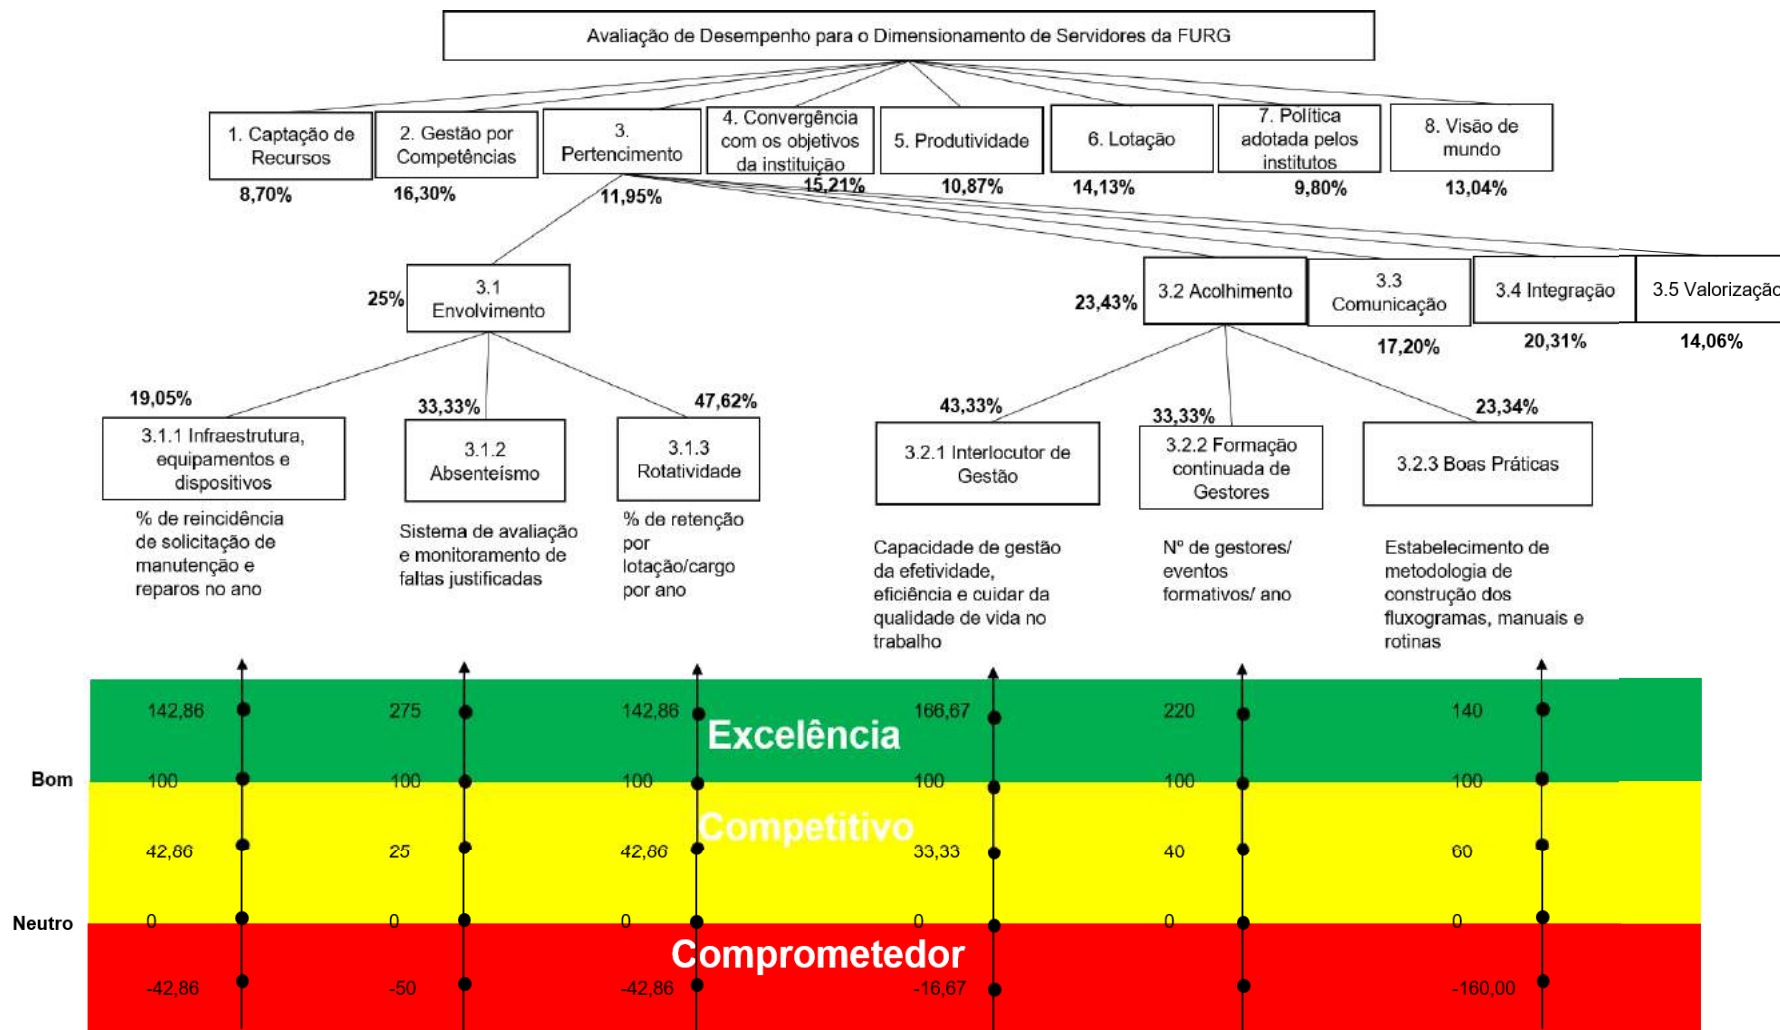 Avaliação de Desempenho para o Dimensionamento de Servidores da FURG
1. Captação de
Recursos
8,70%
2. Gestão por
Competências
16,30%
3.
Pertencimento
11,95%
4. Convergência
com os objetivos
da instituição
15,21%
5. Produtividade
10,87%
6. Lotação
14,13%
7. Política
adotada pelos
institutos
9,80%
8. Visão de
mundo
13,04%
25%
3.1
Envolvimento
23,43%
3.2 Acolhimento
3.3
Comunicação
17,20%
3.4 Integração
20,31%
3.5 Valorização
14,06%
19,05%
3.1.1 Infraestrutura,
equipamentos e
dispositivos
% de reincidência
de solicitação de
manutenção e
reparos no ano
33,33%
3.1.2
Absenteísmo
Sistema de avaliação
e monitoramento de
faltas justificadas
47,62%
3.1.3
Rotatividade
% de retenção
por
lotação/cargo
por ano
43,33%
3.2.1 Interlocutor de
Gestão
Capacidade de gestão
da efetividade,
eficiência e cuidar da
qualidade de vida no
trabalho
33,33%
3.2.2 Formação
continuada de
Gestores
Nº de gestores/
eventos
formativos/ ano
23,34%
3.2.3 Boas Práticas
Estabelecimento de
metodologia de
construção dos
fluxogramas, manuais e
rotinas
142,86 275 142,86 166,67 220 140
Excelência
Bom 100 100 100 100 100 100
Competitivo
42,86 25 42,86 33,33 40 60
Neutro 0 0 0 0 0 0
Comprometedor
-42,86 -50 -42,86 -16,67 -160,00